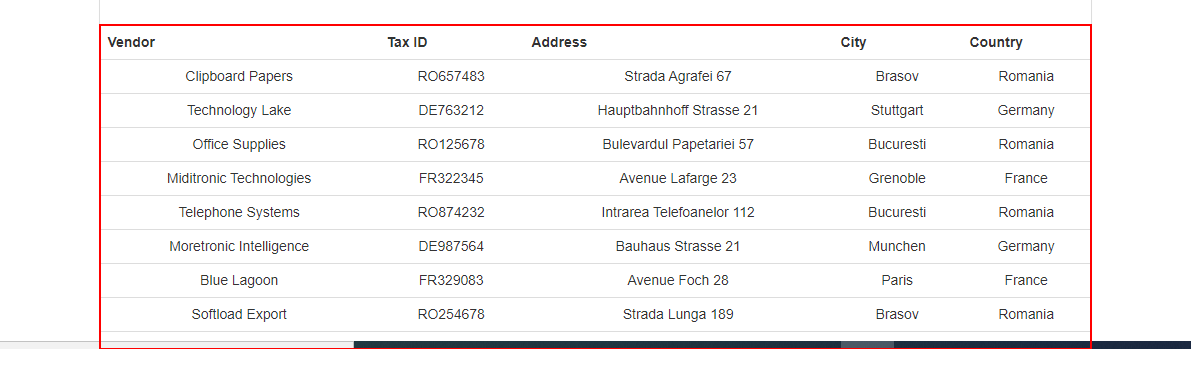 Vendor Tax ID Address City Country
Clipboard Papers RO657483 Strada Agrafei 67 Brasov Romania
Technology Lake DE763212 Hauptbahnhoff Strasse 21 Stuttgart Germany
Office Supplies RO125678 Bulevardul Papetariei 57 Bucuresti Romania
Miditronic Technologies FR322345 Avenue Lafarge 23 Grenoble France
Telephone Systems RO874232 Intrarea Telefoanelor 112 Bucuresti Romania
Moretronic Intelligence DE987564 Bauhaus Strasse 21 Munchen Germany
Blue Lagoon FR329083 Avenue Foch 28 Paris France
Softload Export RO254678 Strada Lunga 189 Brasov Romania